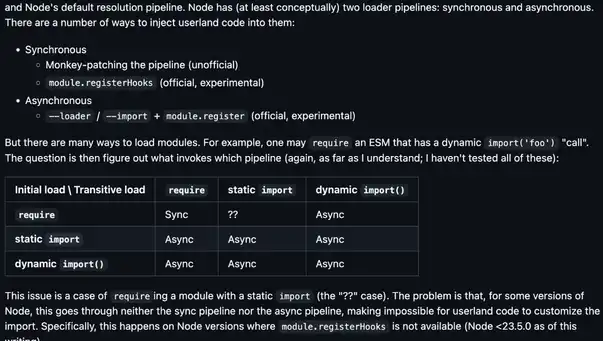 and Node's default resolution pipeline. Node has (at least conceptually) two loader pipelines: synchronous and asynchronous.
There are a number of ways to inject userland code into them:
• Synchronous
◦ Monkey-patching the pipeline (unofficial)
◦ module.registerHooks (official, experimental)
• Asynchronous
◦ --loader / --import + module.register (official, experimental)
But there are many ways to load modules. For example, one may require an ESM that has a dynamic import('foo') "call".
The question is then figure out what invokes which pipeline (again, as far as I understand; I haven't tested all of these):
Initial load \ Transitive load require static import dynamic import()
require Sync ?? Async
static import Async Async Async
dynamic import() Async Async Async
This issue is a case of requireing a module with a static import (the "??" case). The problem is that, for some versions of
Node, this goes through neither the sync pipeline nor the async pipeline, making impossible for userland code to customize the
import. Specifically, this happens on Node versions where module.registerHooks is not available (Node <23.5.0 as of this
writing).